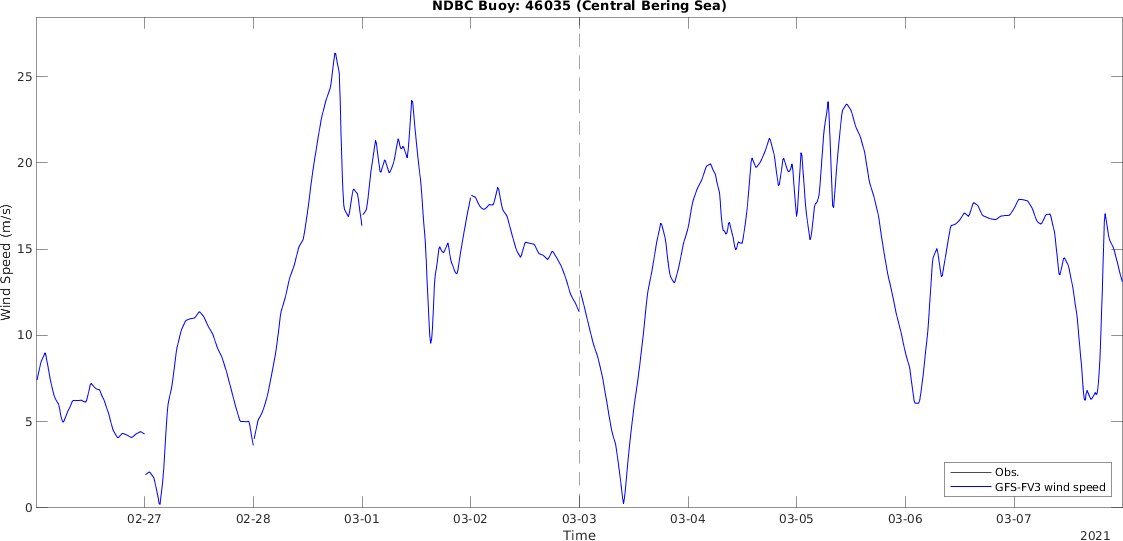 NDBC Buoy: 46035 (Central Bering Sea)
Wind Speed (m/s)
25
20
15
10
5
0
Obs.
GFS-FV3 wind speed
02-27 02-28 03-01 03-02 03-03 03-04 03-05 03-06 03-07
Time
2021